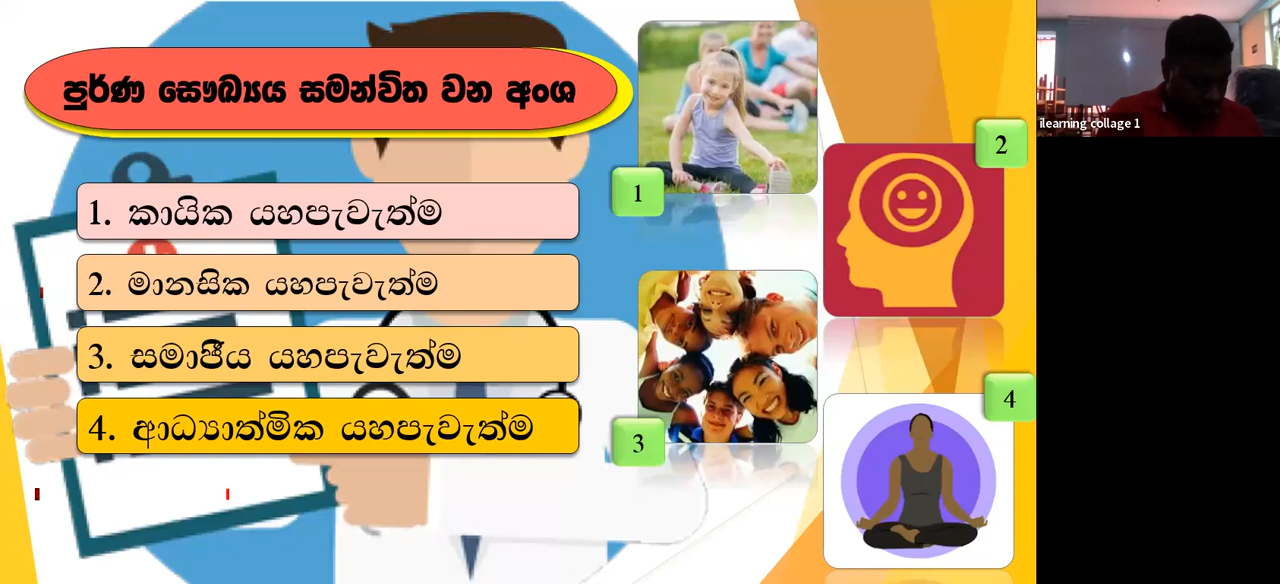 පුර්ණ සෞඛ්‍යය සමන්විත වන අංශ
1. කායික යහපැවැත්ම
2. මානසික යහපැවැත්ම
3. සමාජීය යහපැවැත්ම
4. ආධ්‍යාත්මික යහපැවැත්ම
1
2
3
4
ilearning collage 1